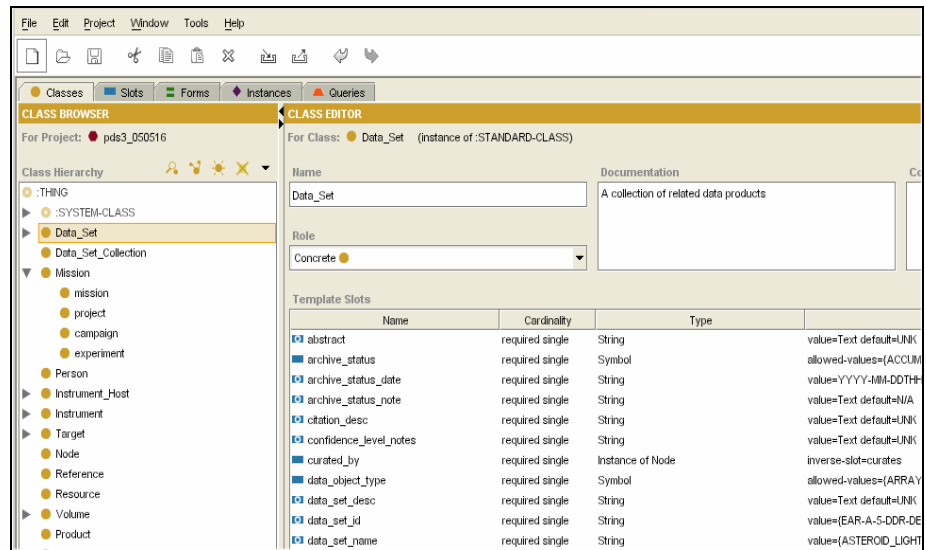 File Edit Project Window Tools Help
Classes Slots Forms Instances Queries
CLASS BROWSER
For Project: pds3_050516
Class Hierarchy
:THING
:SYSTEM-CLASS
Data_Set
Data_Set_Collection
Mission
mission
project
campaign
experiment
Person
Instrument_Host
Instrument
Target
Node
Reference
Resource
Volume
Product
CLASS EDITOR
For Class: Data_Set (instance of :STANDARD-CLASS)
Name Documentation Co
Data_Set A collection of related data products
Role
Concrete
Template Slots
Name Cardinality Type
abstract required single String value=Text default=UNK
archive_status required single Symbol allowed-values={ACCUM
archive_status_date required single String value=YYYY-MM-DDTHH
archive_status_note required single String value=Text default=N/A
citation_desc required single String value=Text default=UNK
confidence_level_notes required single String value=Text default=UNK
curated_by required single Instance of Node inverse-slot=curates
data_object_type required single Symbol allowed-values={ARRAY
data_set_desc required single String value=Text default=UNK
data_set_id required single String value={EAR-A-5-DDR-DE
data_set_name required single String value={ASTEROID_LIGHT